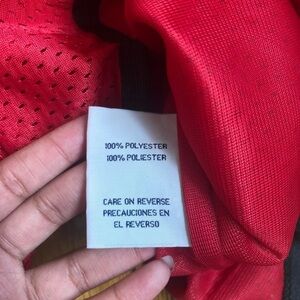 100% POLYESTER
100% POLIESTER
CARE ON REVERSE
PRECAUCIONES EN
EL REVERSO